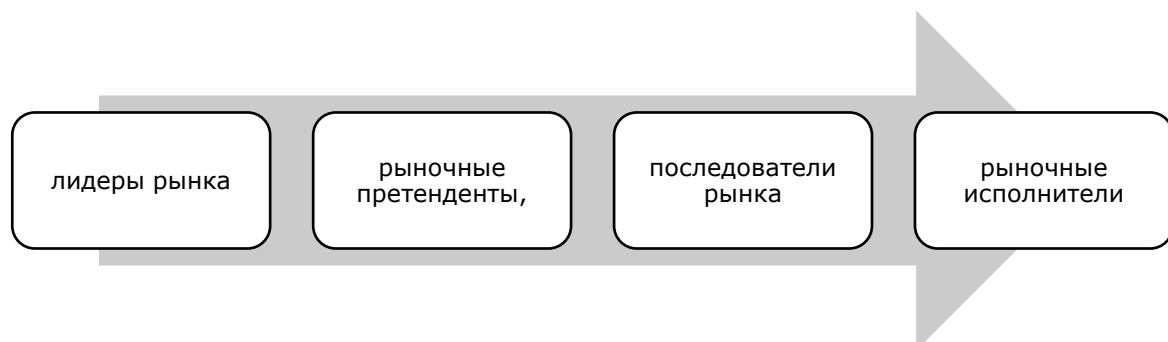 лидеры рынка
рыночные
претенденты,
последователи
рынка
рыночные
исполнители